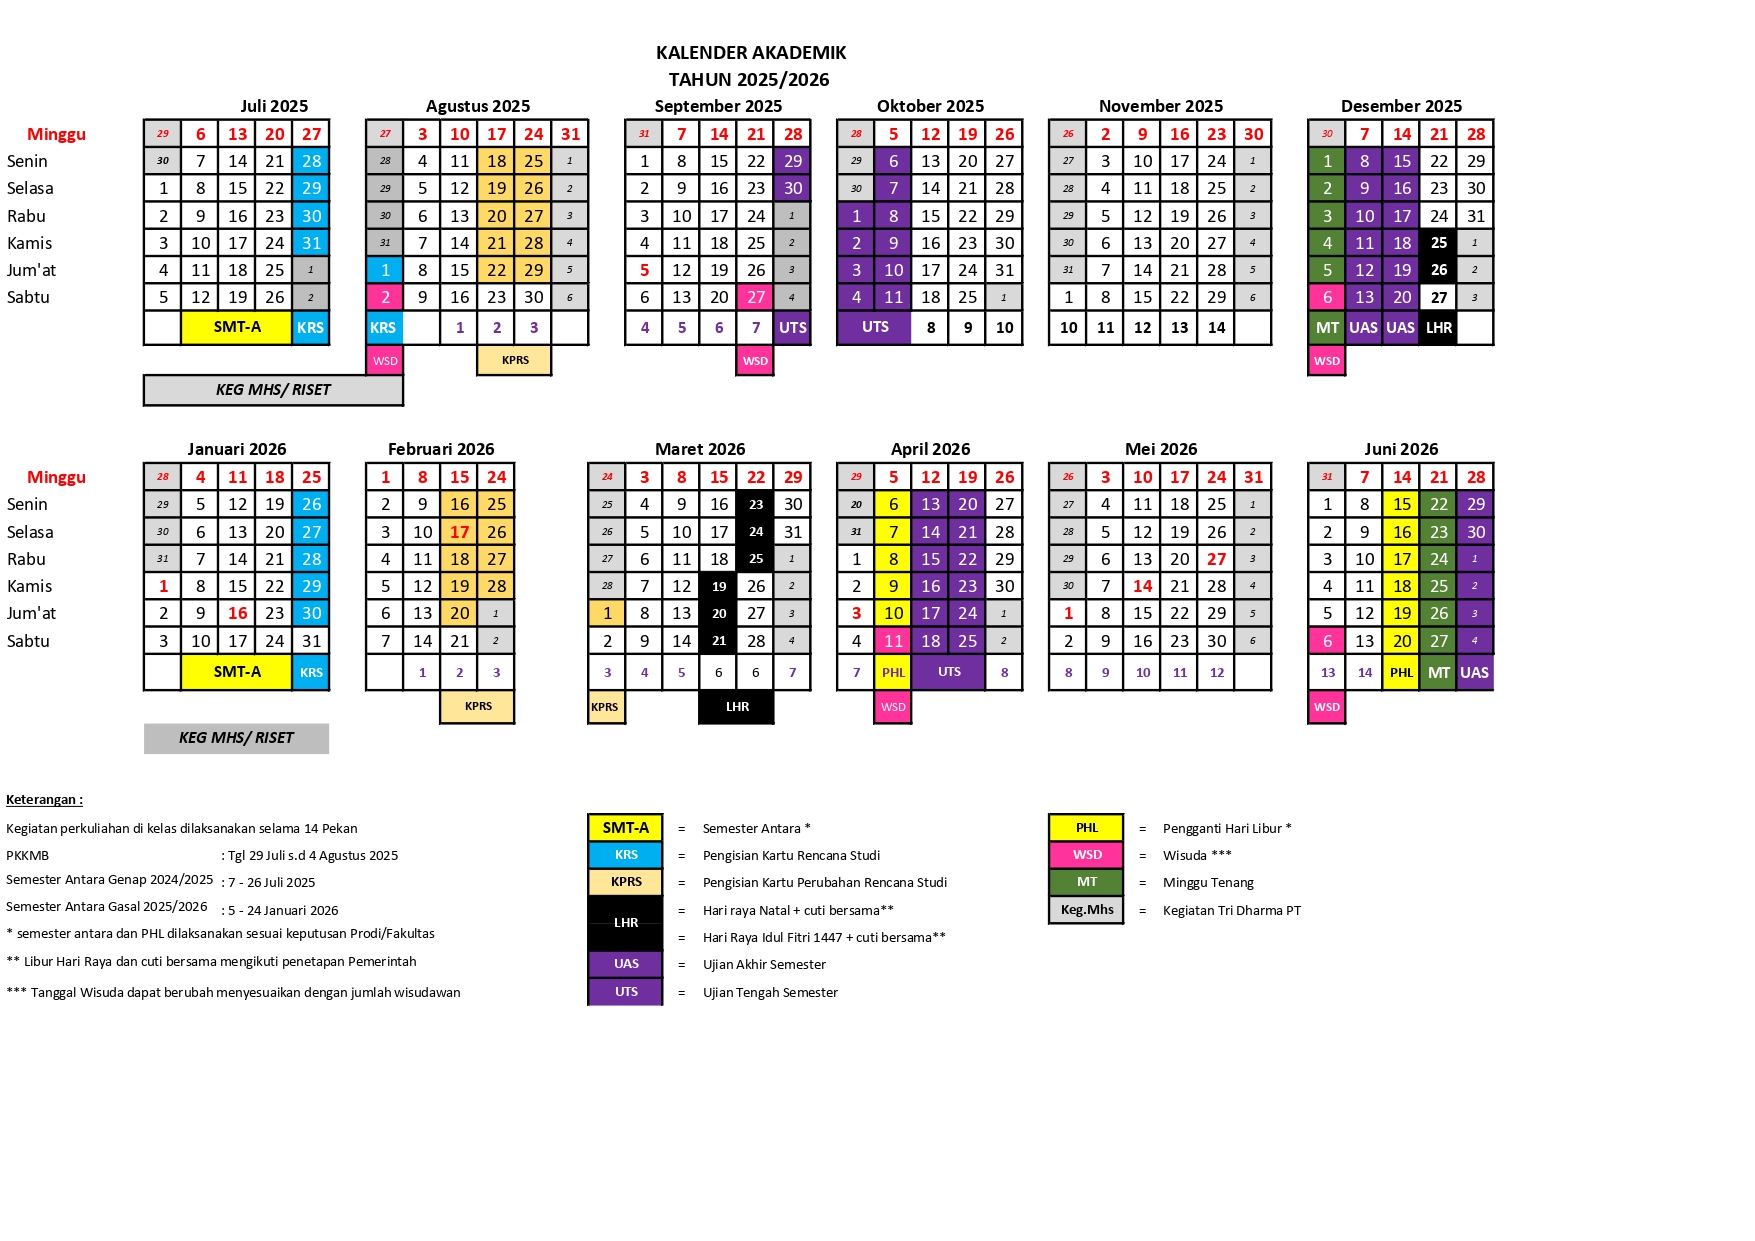 KALENDER AKADEMIK
TAHUN 2025/2026
Juli 2025 Agustus 2025 September 2025 Oktober 2025 November 2025 Desember 2025
Minggu 29 6 13 20 27 27 3 10 17 24 31 31 7 14 21 28 28 5 12 19 26 26 2 9 16 23 30 30 7 14 21 28
Senin 30 7 14 21 28 28 4 11 18 25 1 1 8 15 22 29 29 6 13 20 27 27 3 10 17 24 1 1 8 15 22 29
Selasa 1 8 15 22 29 29 5 12 19 26 2 2 9 16 23 30 30 7 14 21 28 28 4 11 18 25 2 2 9 16 23 30
Rabu 2 9 16 23 30 30 6 13 20 27 3 3 10 17 24 1 1 8 15 22 29 29 5 12 19 26 3 3 10 17 24 31
Kamis 3 10 17 24 31 31 7 14 21 28 4 4 11 18 25 2 2 9 16 23 30 30 6 13 20 27 4 4 11 18 25 1
Jum'at 4 11 18 25 1 1 8 15 22 29 5 5 12 19 26 3 3 10 17 24 31 31 7 14 21 28 5 5 12 19 26 2
Sabtu 5 12 19 26 2 2 9 16 23 30 6 6 13 20 27 4 4 11 18 25 1 1 8 15 22 29 6 6 13 20 27 3
SMT-A KRS KRS 1 2 3 4 5 6 7 UTS UTS 8 9 10 10 11 12 13 14 MT UAS UAS LHR
WSD KPRS WSD WSD
KEG MHS/ RISET
Januari 2026 Februari 2026 Maret 2026 April 2026 Mei 2026 Juni 2026
Minggu 28 4 11 18 25 1 8 15 24 24 3 8 15 22 29 29 5 12 19 26 26 3 10 17 24 31 31 7 14 21 28
Senin 29 5 12 19 26 2 9 16 25 25 4 9 16 23 30 20 6 13 20 27 27 4 11 18 25 1 1 8 15 22 29
Selasa 30 6 13 20 27 3 10 17 26 26 5 10 17 24 31 31 7 14 21 28 28 5 12 19 26 2 2 9 16 23 30
Rabu 31 7 14 21 28 4 11 18 27 27 6 11 18 25 1 1 8 15 22 29 29 6 13 20 27 3 3 10 17 24 1
Kamis 1 8 15 22 29 5 12 19 28 28 7 12 19 26 2 2 9 16 23 30 30 7 14 21 28 4 4 11 18 25 2
Jum'at 2 9 16 23 30 6 13 20 1 1 8 13 20 27 3 3 10 17 24 1 1 8 15 22 29 5 5 12 19 26 3
Sabtu 3 10 17 24 31 7 14 21 2 2 9 14 21 28 4 4 11 18 25 2 2 9 16 23 30 6 6 13 20 27 4
SMT-A KRS 1 2 3 3 4 5 6 6 7 7 PHL UTS 8 8 9 10 11 12 13 14 PHL MT UAS
KPRS KPRS LHR WSD WSD
KEG MHS/ RISET
Keterangan :
Kegiatan perkuliahan di kelas dilaksanakan selama 14 Pekan
PKKMB : Tgl 29 Juli s.d 4 Agustus 2025
Semester Antara Genap 2024/2025 : 7 - 26 Juli 2025
Semester Antara Gasal 2025/2026 : 5 - 24 Januari 2026
* semester antara dan PHL dilaksanakan sesuai keputusan Prodi/Fakultas
** Libur Hari Raya dan cuti bersama mengikuti penetapan Pemerintah
*** Tanggal Wisuda dapat berubah menyesuaikan dengan jumlah wisudawan
SMT-A = Semester Antara *
KRS = Pengisian Kartu Rencana Studi
KPRS = Pengisian Kartu Perubahan Rencana Studi
LHR = Hari raya Natal + cuti bersama**
= Hari Raya Idul Fitri 1447 + cuti bersama**
UAS = Ujian Akhir Semester
UTS = Ujian Tengah Semester
PHL = Pengganti Hari Libur *
WSD = Wisuda ***
MT = Minggu Tenang
Keg.Mhs = Kegiatan Tri Dharma PT